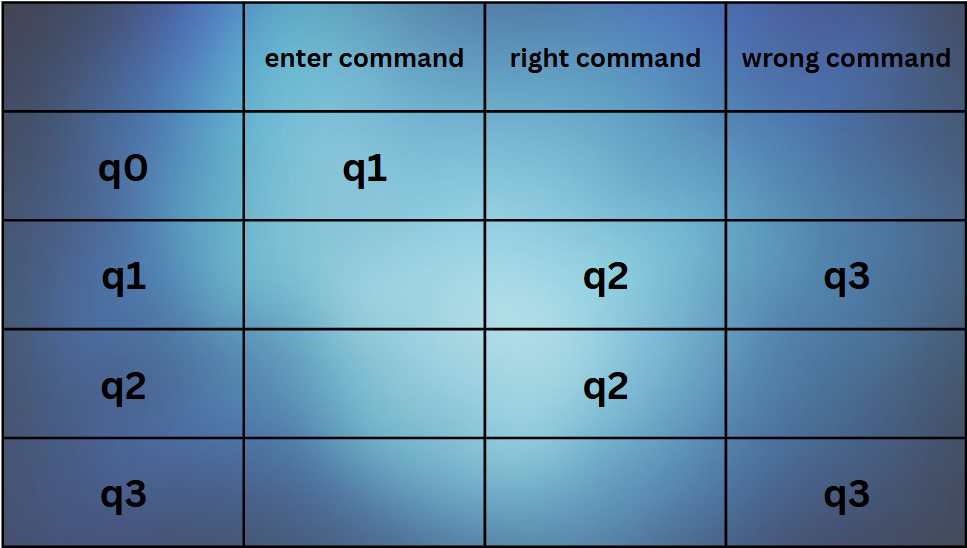 enter command right command wrong command
q0 q1
q1 q2 q3
q2 q2
q3 q3